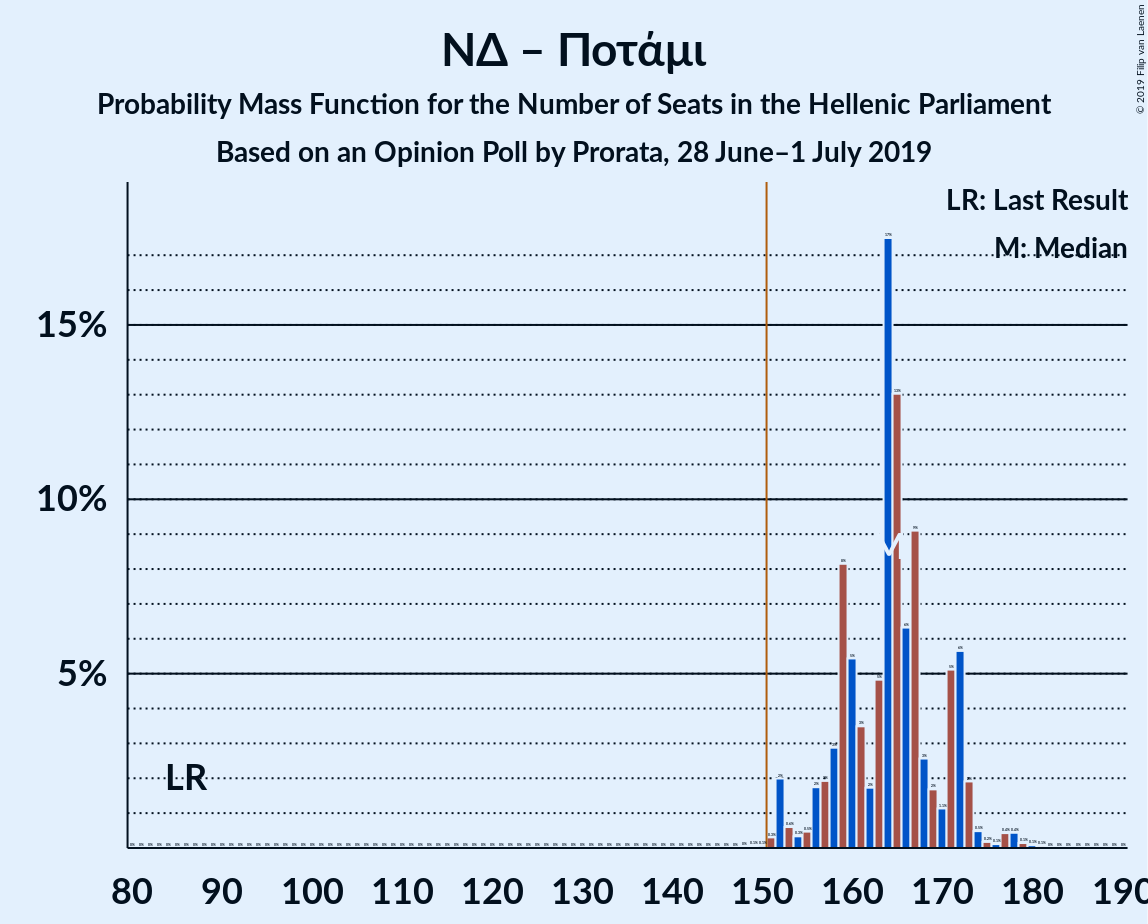 ΝΔ – Ποτάμι
Probability Mass Function for the Number of Seats in the Hellenic Parliament
Based on an Opinion Poll by Prorata, 28 June–1 July 2019
© 2019 Filip van Laenen
LR: Last Result
M: Median
15%
10%
5%
LR
M
80 90 100 110 120 130 140 150 160 170 180 190